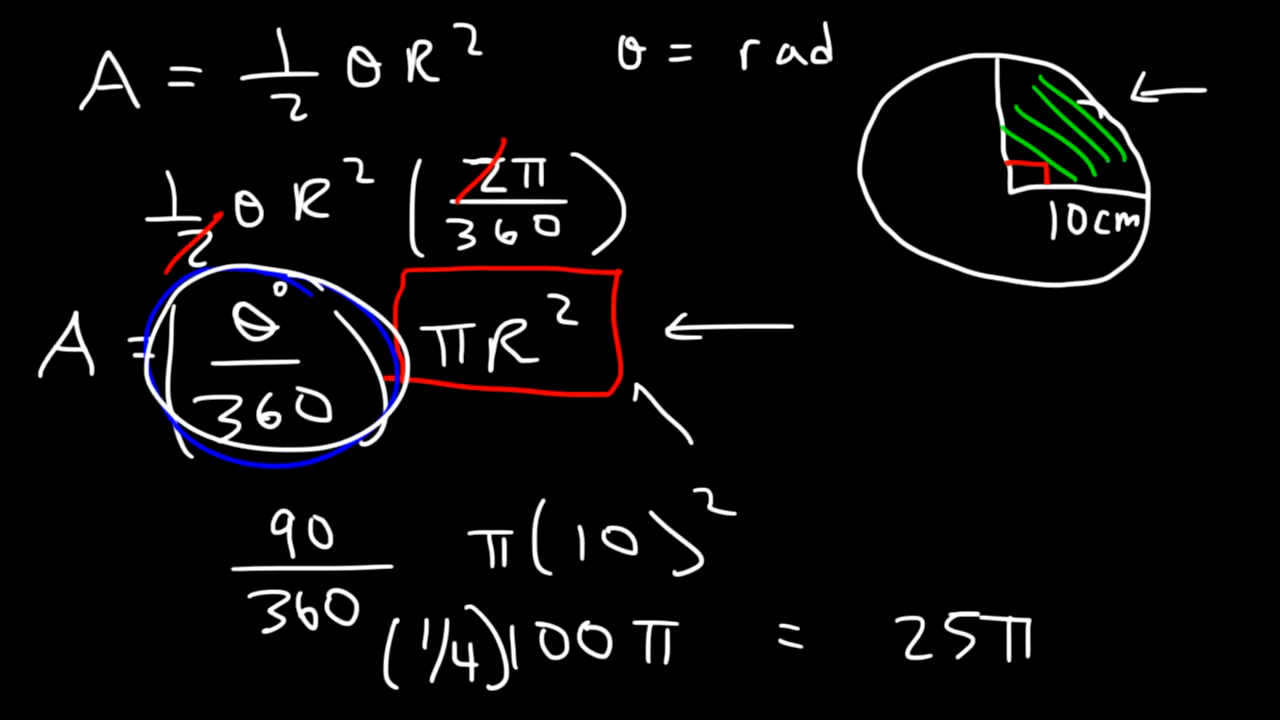 A = 1/2 θ R² θ = rad
1/2 θ R² (2π/360)
10cm
A = (θ°/360) πR²
90/360 π(10)²
(1/4)100π = 25π